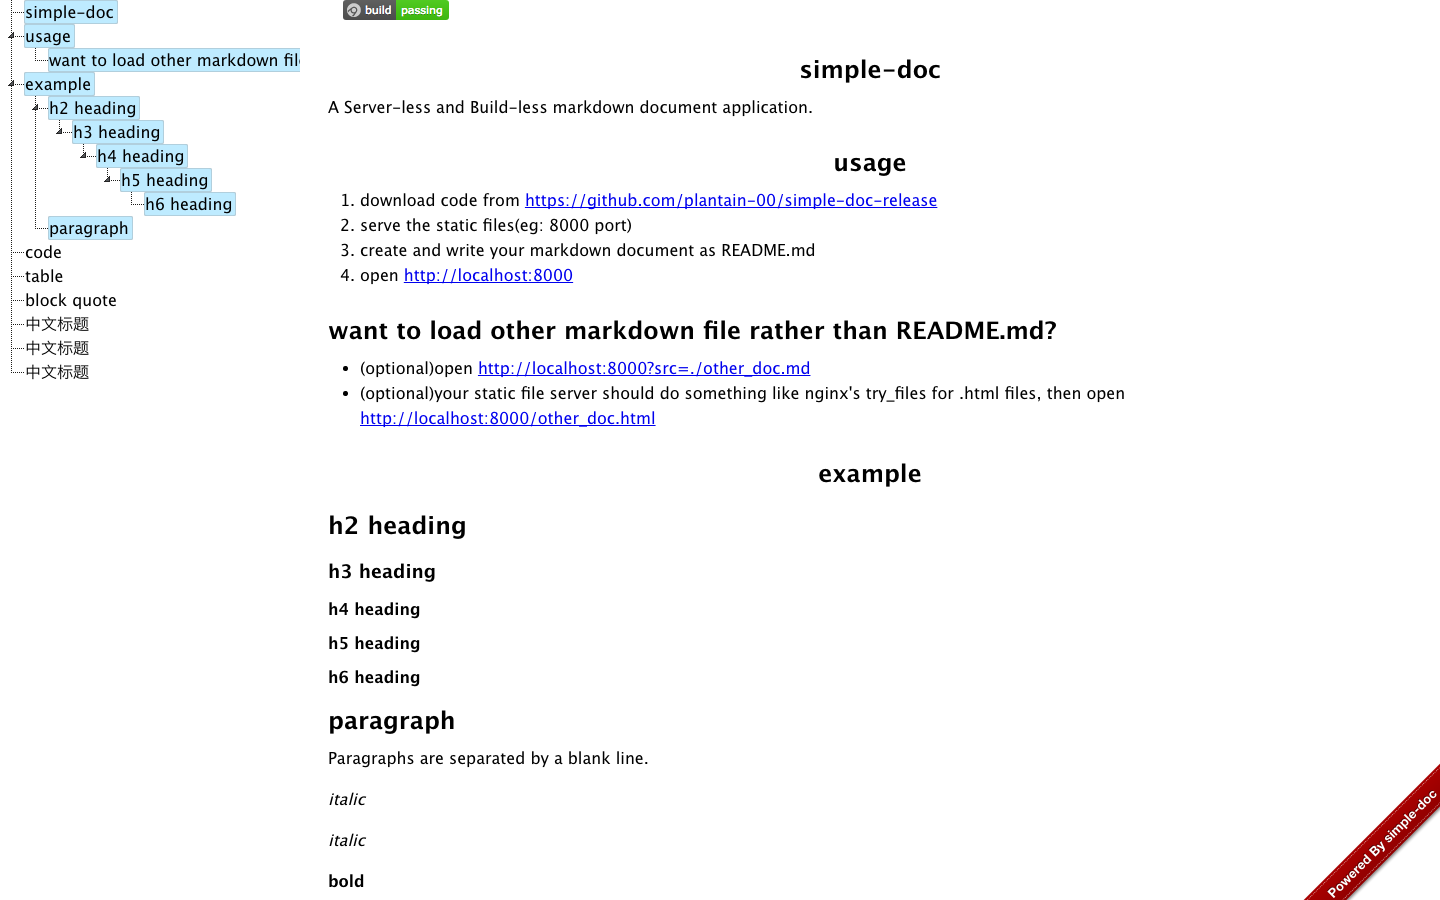 simple-doc
usage
want to load other markdown fil
example
h2 heading
h3 heading
h4 heading
h5 heading
h6 heading
paragraph
code
table
block quote
中文标题
中文标题
中文标题
build passing
simple-doc
A Server-less and Build-less markdown document application.
usage
1. download code from https://github.com/plantain-00/simple-doc-release
2. serve the static files(eg: 8000 port)
3. create and write your markdown document as README.md
4. open http://localhost:8000
want to load other markdown file rather than README.md?
• (optional)open http://localhost:8000?src=./other_doc.md
• (optional)your static file server should do something like nginx's try_files for .html files, then open
http://localhost:8000/other_doc.html
example
h2 heading
h3 heading
h4 heading
h5 heading
h6 heading
paragraph
Paragraphs are separated by a blank line.
italic
italic
bold
Powered By simple-doc